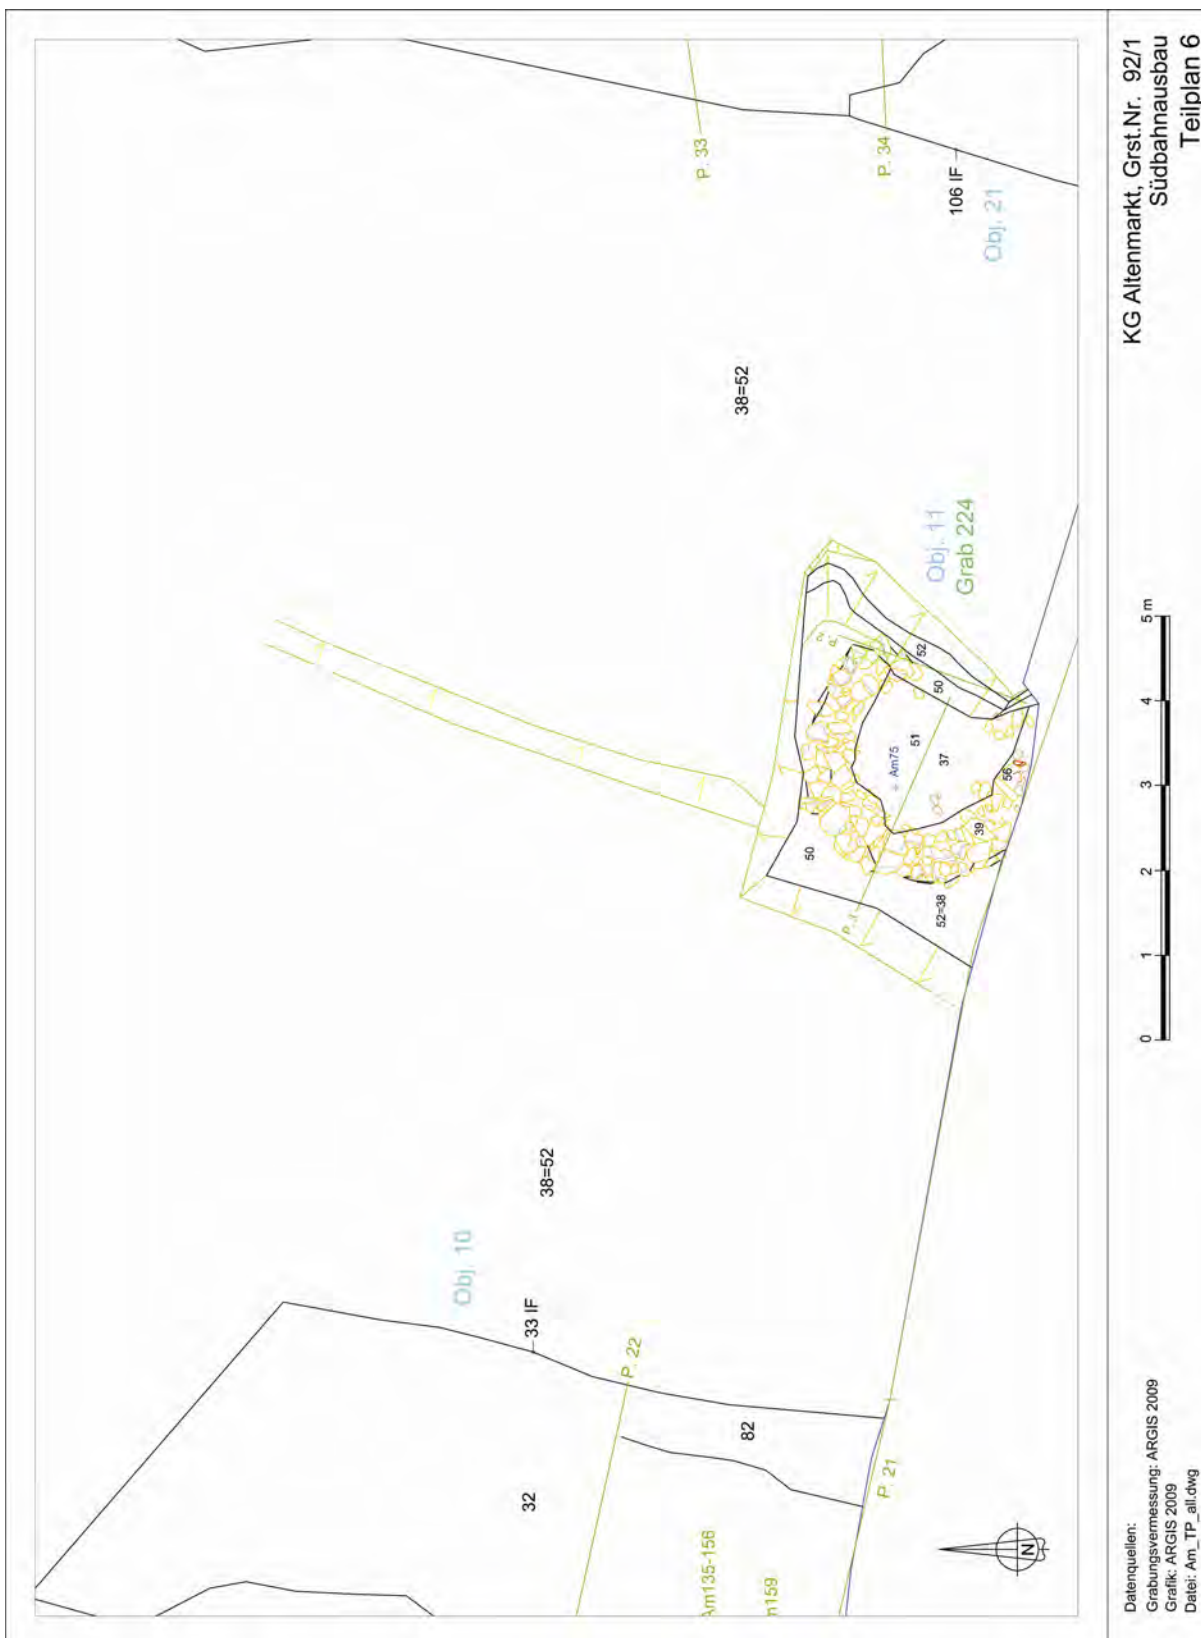 KG Altenmarkt, Grst.Nr. 92/1
Südbahnausbau
Teilplan 6
P. 33
P. 34
106 IF
Obj. 21
38=52
Obj. 11
Grab 224
P. 2
52
50
51
Am75
37
56
39
50
52=38
P. 3
38=52
Obj. 10
33 IF
P. 22
32
82
P. 21
Am135-156
m159
N
0 1 2 3 4 5 m
Datenquellen:
Grabungsvermessung: ARGIS 2009
Grafik: ARGIS 2009
Datei: Am_TP_all.dwg